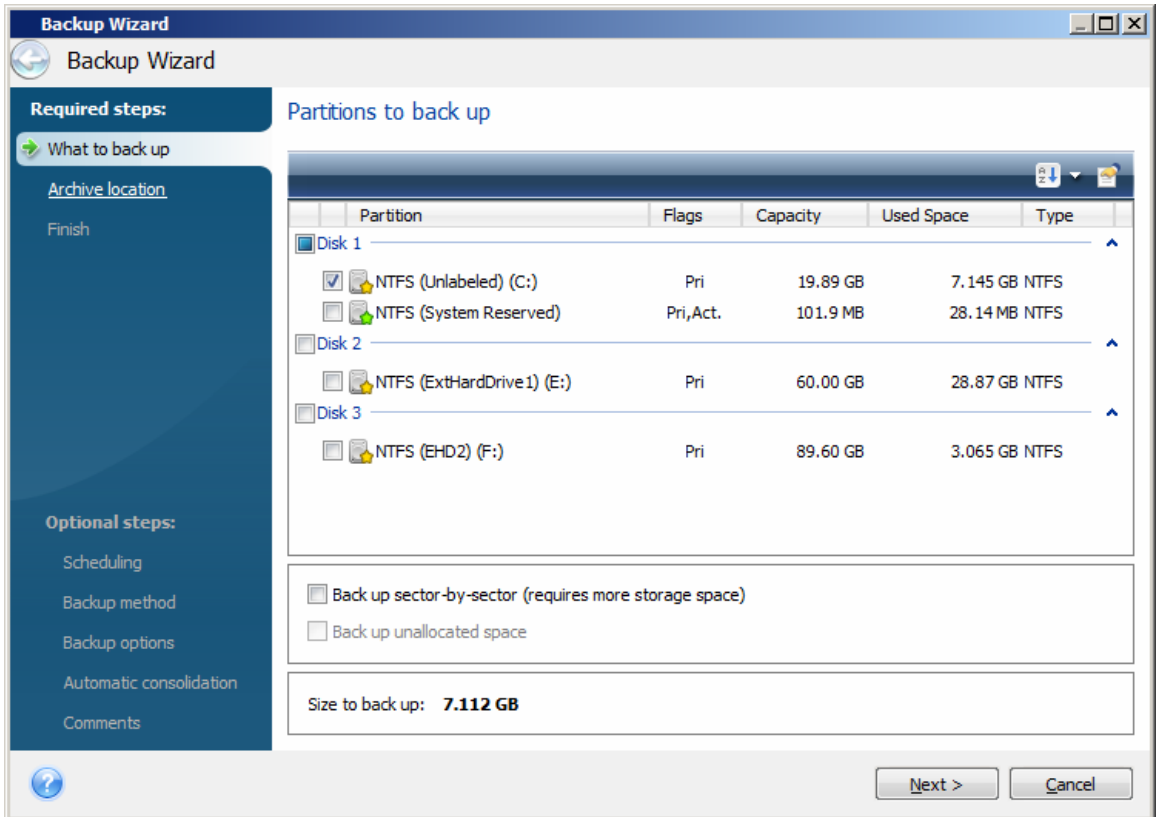 Backup Wizard
Backup Wizard
Required steps:
What to back up
Archive location
Finish
Optional steps:
Scheduling
Backup method
Backup options
Automatic consolidation
Comments
Partitions to back up
Partition Flags Capacity Used Space Type
Disk 1
NTFS (Unlabeled) (C:) Pri 19.89 GB 7.145 GB NTFS
NTFS (System Reserved) Pri,Act. 101.9 MB 28.14 MB NTFS
Disk 2
NTFS (ExtHardDrive1) (E:) Pri 60.00 GB 28.87 GB NTFS
Disk 3
NTFS (EHD2) (F:) Pri 89.60 GB 3.065 GB NTFS
Back up sector-by-sector (requires more storage space)
Back up unallocated space
Size to back up: 7.112 GB
Next > Cancel